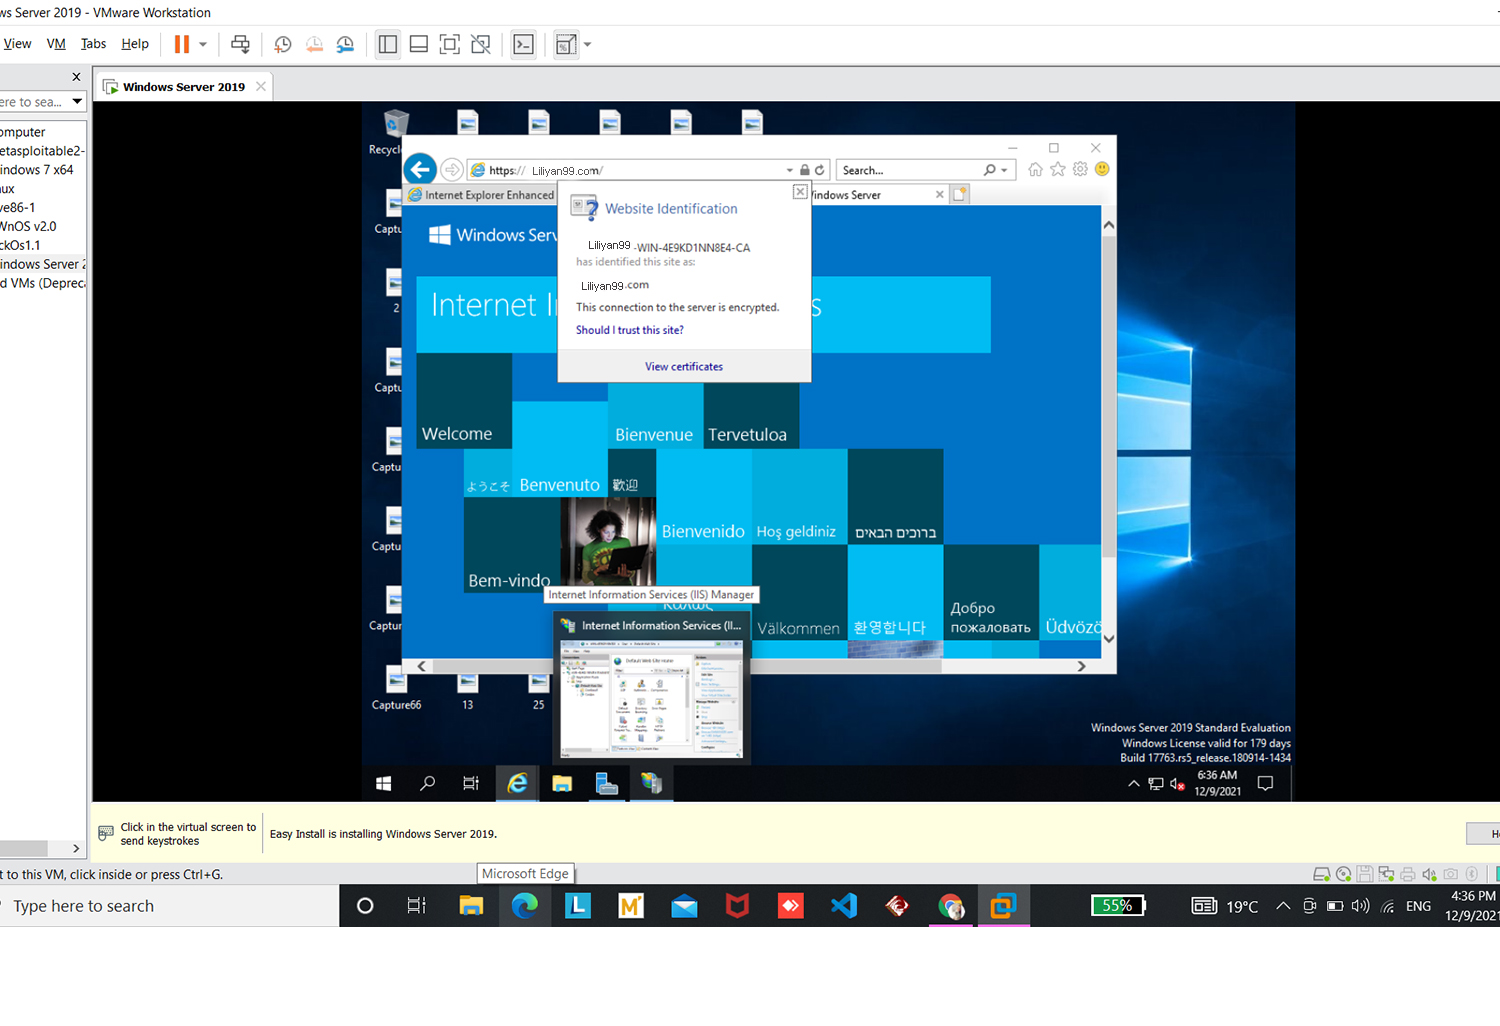 ws Server 2019 - VMware Workstation
View VM Tabs Help
Windows Server 2019
ere to sea...
omputer
etasploitable2-
indows 7 x64
nux
ve86-1
WnOS v2.0
ckOs1.1
indows Server 2
d VMs (Depreca
Recycl
Captu
2
Captu
Captu
Captu
Captur
Capture66
13
25
https:// Liliyan99.com/
Search...
Internet Explorer Enhanced
Windows Server
Windows Serv
Internet I
s
Website Identification
Liliyan99 -WIN-4E9KD1NN8E4-CA
has identified this site as:
Liliyan99.com
This connection to the server is encrypted.
Should I trust this site?
View certificates
Welcome
Bienvenue
Tervetuloa
ようこそ
Benvenuto
歡迎
Bienvenido
Hoş geldiniz
ברוכים הבאים
Bem-vindo
Καλώς
Välkommen
환영합니다
Добро
пожаловать
Üdvözö
Internet Information Services (IIS) Manager
Internet Information Services (II...
Default Web Site Home
Windows Server 2019 Standard Evaluation
Windows License valid for 179 days
Build 17763.rs5_release.180914-1434
6:36 AM
12/9/2021
Click in the virtual screen to
send keystrokes
Easy Install is installing Windows Server 2019.
He
t to this VM, click inside or press Ctrl+G.
Microsoft Edge
Type here to search
55%
19°C
ENG
4:36 PM
12/9/2021